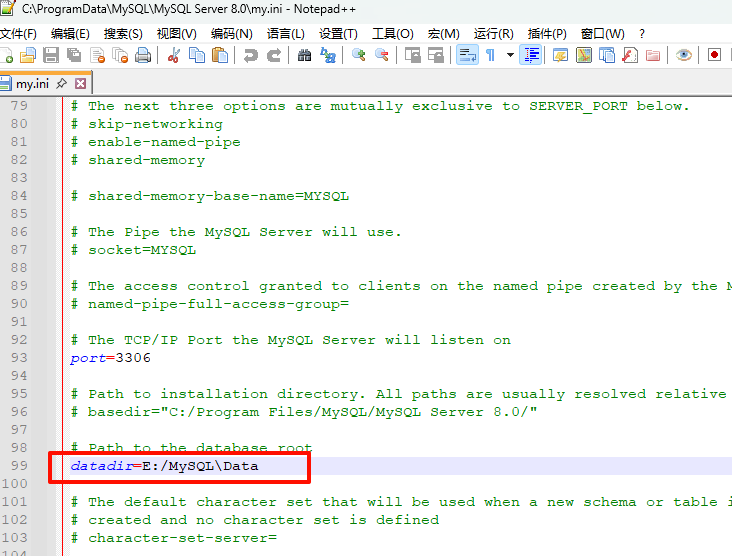 C:\ProgramData\MySQL\MySQL Server 8.0\my.ini - Notepad++
文件(F) 编辑(E) 搜索(S) 视图(V) 编码(N) 语言(L) 设置(T) 工具(O) 宏(M) 运行(R) 插件(P) 窗口(W) ?
my.ini
79 # The next three options are mutually exclusive to SERVER_PORT below.
80 # skip-networking
81 # enable-named-pipe
82 # shared-memory
83
84 # shared-memory-base-name=MYSQL
85
86 # The Pipe the MySQL Server will use.
87 # socket=MYSQL
88
89 # The access control granted to clients on the named pipe created by the M
90 # named-pipe-full-access-group=
91
92 # The TCP/IP Port the MySQL Server will listen on
93 port=3306
94
95 # Path to installation directory. All paths are usually resolved relative
96 # basedir="C:/Program Files/MySQL/MySQL Server 8.0/"
97
98 # Path to the database root
99 datadir=E:/MySQL\Data
100
101 # The default character set that will be used when a new schema or table i
102 # created and no character set is defined
103 # character-set-server=
104